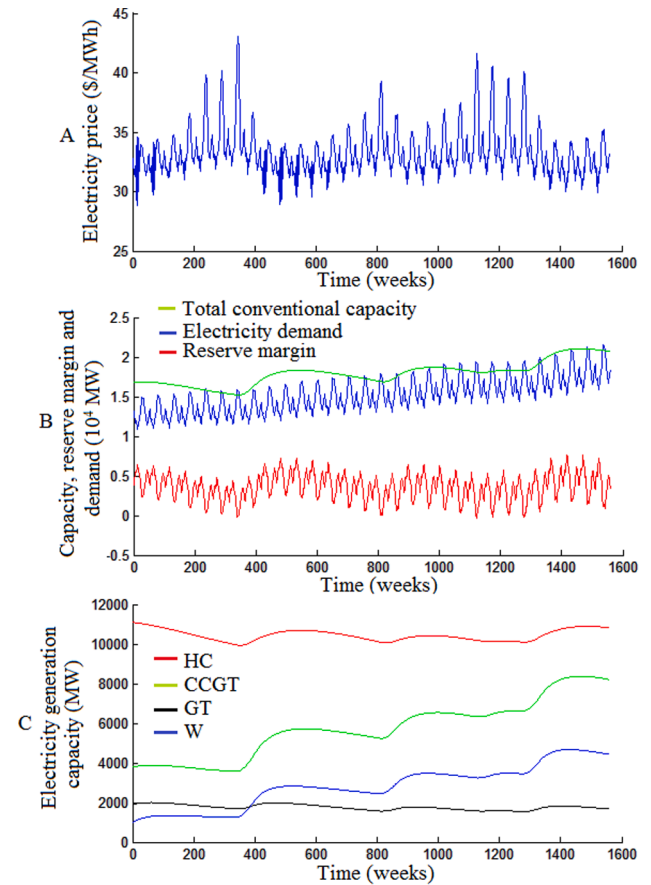 45
40
35
30
25
A
Electricity price ($/MWh)
0 200 400 600 800 1000 1200 1400 1600
Time (weeks)
Total conventional capacity
Electricity demand
Reserve margin
2.5
2
1.5
1
0.5
0
-0.5
B
Capacity, reserve margin and
demand (10⁴ MW)
0 200 400 600 800 1000 1200 1400 1600
Time (weeks)
12000
10000
8000
6000
4000
2000
0
HC
CCGT
GT
W
C
Electricity generation
capacity (MW)
0 200 400 600 800 1000 1200 1400 1600
Time (weeks)